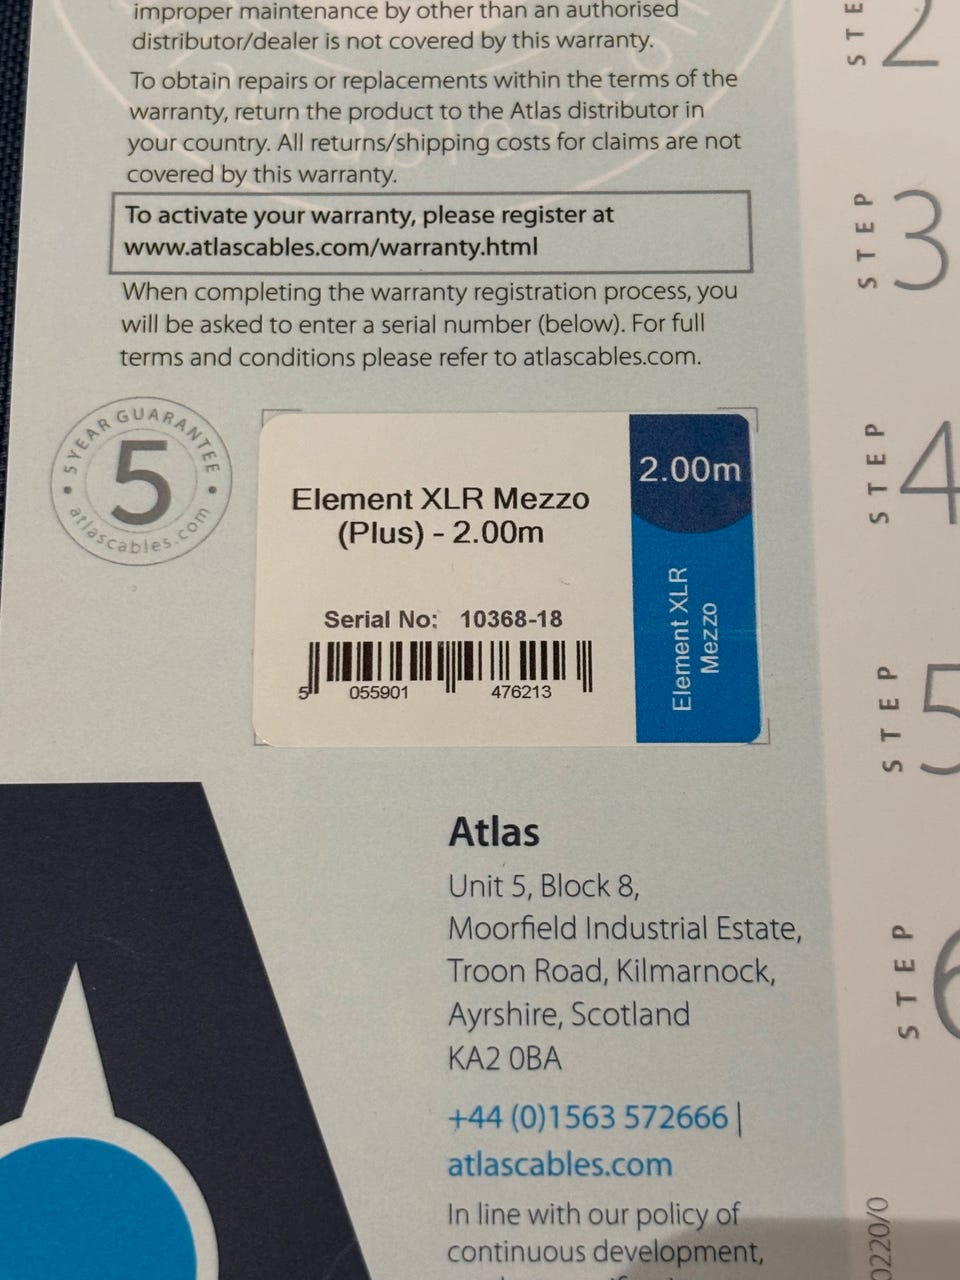 improper maintenance by other than an authorised
distributor/dealer is not covered by this warranty.
To obtain repairs or replacements within the terms of the
warranty, return the product to the Atlas distributor in
your country. All returns/shipping costs for claims are not
covered by this warranty.
To activate your warranty, please register at
www.atlascables.com/warranty.html
When completing the warranty registration process, you
will be asked to enter a serial number (below). For full
terms and conditions please refer to atlascables.com.
• 5 YEAR GUARANTEE •
5
atlascables.com
Element XLR Mezzo
(Plus) - 2.00m
Serial No: 10368-18
5 055901 476213
2.00m
Element XLR
Mezzo
Atlas
Unit 5, Block 8,
Moorfield Industrial Estate,
Troon Road, Kilmarnock,
Ayrshire, Scotland
KA2 0BA
+44 (0)1563 572666 |
atlascables.com
In line with our policy of
continuous development,
STEP 2
STEP 3
STEP 4
STEP 5
STEP 6
0220/0